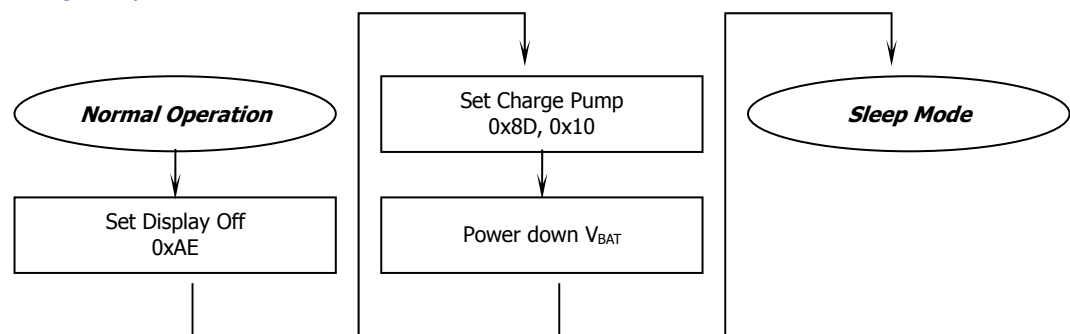 Normal Operation
Set Display Off
0xAE
Set Charge Pump
0x8D, 0x10
Power down VBAT
Sleep Mode